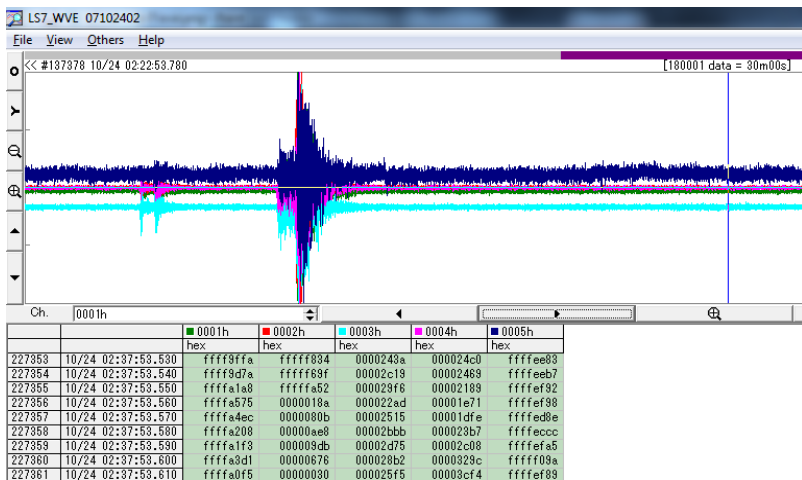 LS7_WVE 07102402
File View Others Help
<< #137378 10/24 02:22:53.780 [180001 data = 30m00s]
Ch. 0001h
0001h 0002h 0003h 0004h 0005h
hex hex hex hex hex
227353 10/24 02:37:53.530 ffff9ffa fffff834 0000243a 000024c0 ffffee83
227354 10/24 02:37:53.540 ffff9d7a fffff69f 00002c19 00002469 ffffeeb7
227355 10/24 02:37:53.550 ffffa1a8 fffffa52 000029f6 00002189 ffffef92
227356 10/24 02:37:53.560 ffffa575 0000018a 000022ad 00001e71 ffffef98
227357 10/24 02:37:53.570 ffffa4ec 0000080b 00002515 00001dfe ffffed8e
227358 10/24 02:37:53.580 ffffa208 00000ae8 00002bbb 000023b7 ffffeccc
227359 10/24 02:37:53.590 ffffa1f3 000009db 00002d75 00002c08 ffffefa5
227360 10/24 02:37:53.600 ffffa3d1 00000676 000028b2 0000329c fffff09a
227361 10/24 02:37:53.610 ffffa0f5 00000030 000025f5 00003cf4 ffffef89